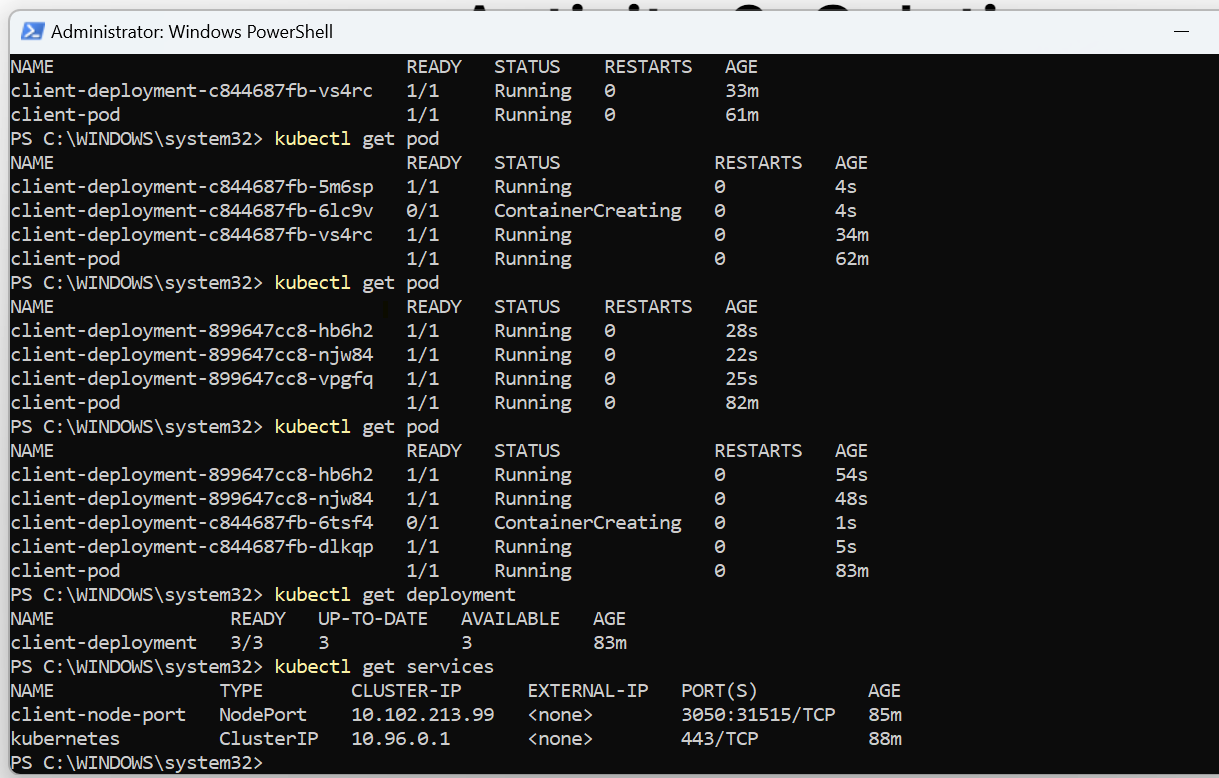 Administrator: Windows PowerShell
NAME READY STATUS RESTARTS AGE
client-deployment-c844687fb-vs4rc 1/1 Running 0 33m
client-pod 1/1 Running 0 61m
PS C:\WINDOWS\system32> kubectl get pod
NAME READY STATUS RESTARTS AGE
client-deployment-c844687fb-5m6sp 1/1 Running 0 4s
client-deployment-c844687fb-6lc9v 0/1 ContainerCreating 0 4s
client-deployment-c844687fb-vs4rc 1/1 Running 0 34m
client-pod 1/1 Running 0 62m
PS C:\WINDOWS\system32> kubectl get pod
NAME READY STATUS RESTARTS AGE
client-deployment-899647cc8-hb6h2 1/1 Running 0 28s
client-deployment-899647cc8-njw84 1/1 Running 0 22s
client-deployment-899647cc8-vpgfq 1/1 Running 0 25s
client-pod 1/1 Running 0 82m
PS C:\WINDOWS\system32> kubectl get pod
NAME READY STATUS RESTARTS AGE
client-deployment-899647cc8-hb6h2 1/1 Running 0 54s
client-deployment-899647cc8-njw84 1/1 Running 0 48s
client-deployment-c844687fb-6tsf4 0/1 ContainerCreating 0 1s
client-deployment-c844687fb-dlkqp 1/1 Running 0 5s
client-pod 1/1 Running 0 83m
PS C:\WINDOWS\system32> kubectl get deployment
NAME READY UP-TO-DATE AVAILABLE AGE
client-deployment 3/3 3 3 83m
PS C:\WINDOWS\system32> kubectl get services
NAME TYPE CLUSTER-IP EXTERNAL-IP PORT(S) AGE
client-node-port NodePort 10.102.213.99 <none> 3050:31515/TCP 85m
kubernetes ClusterIP 10.96.0.1 <none> 443/TCP 88m
PS C:\WINDOWS\system32>